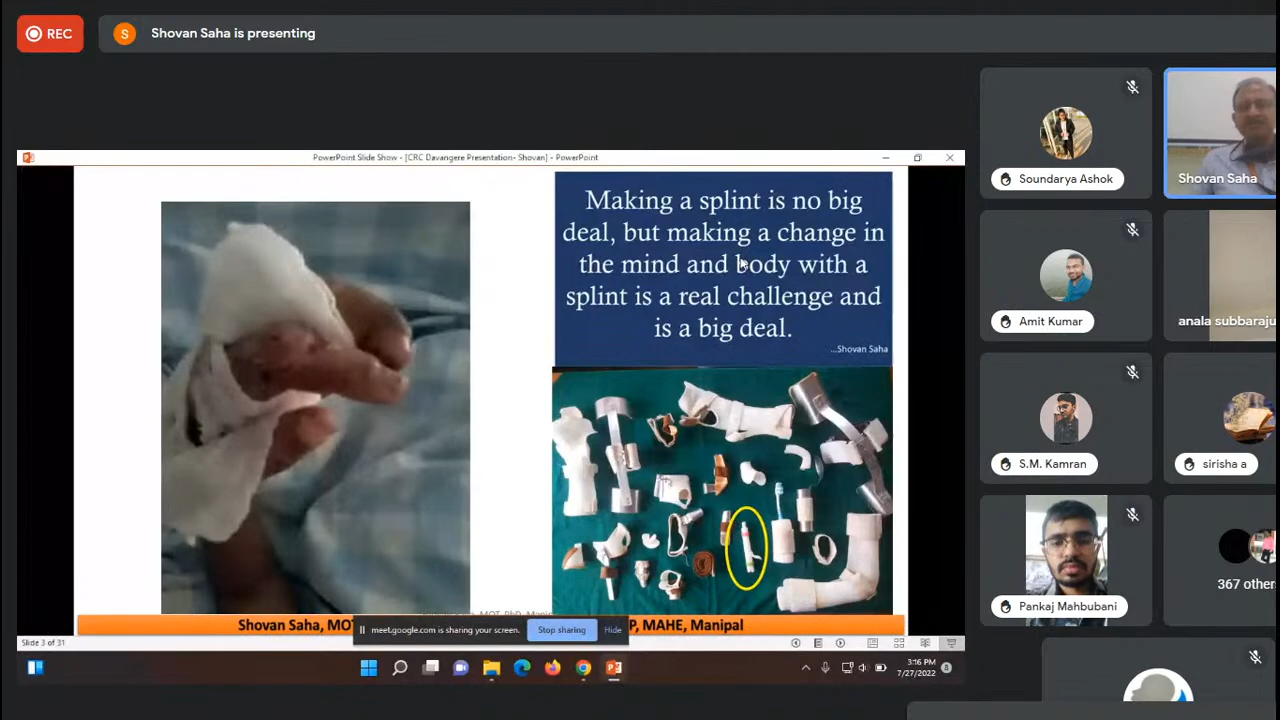 REC
S
Shovan Saha is presenting
PowerPoint Slide Show - [CRC Davangere Presentation- Shovan] - PowerPoint
Making a splint is no big
deal, but making a change in
the mind and body with a
splint is a real challenge and
is a big deal.
...Shovan Saha
Shovan Saha, MOT
P, MAHE, Manipal
meet.google.com is sharing your screen.
Stop sharing
Hide
Slide 3 of 31
3:16 PM
7/27/2022
8
Soundarya Ashok
Shovan Saha
Amit Kumar
anala subbaraju
S.M. Kamran
sirisha a
Pankaj Mahbubani
367 other